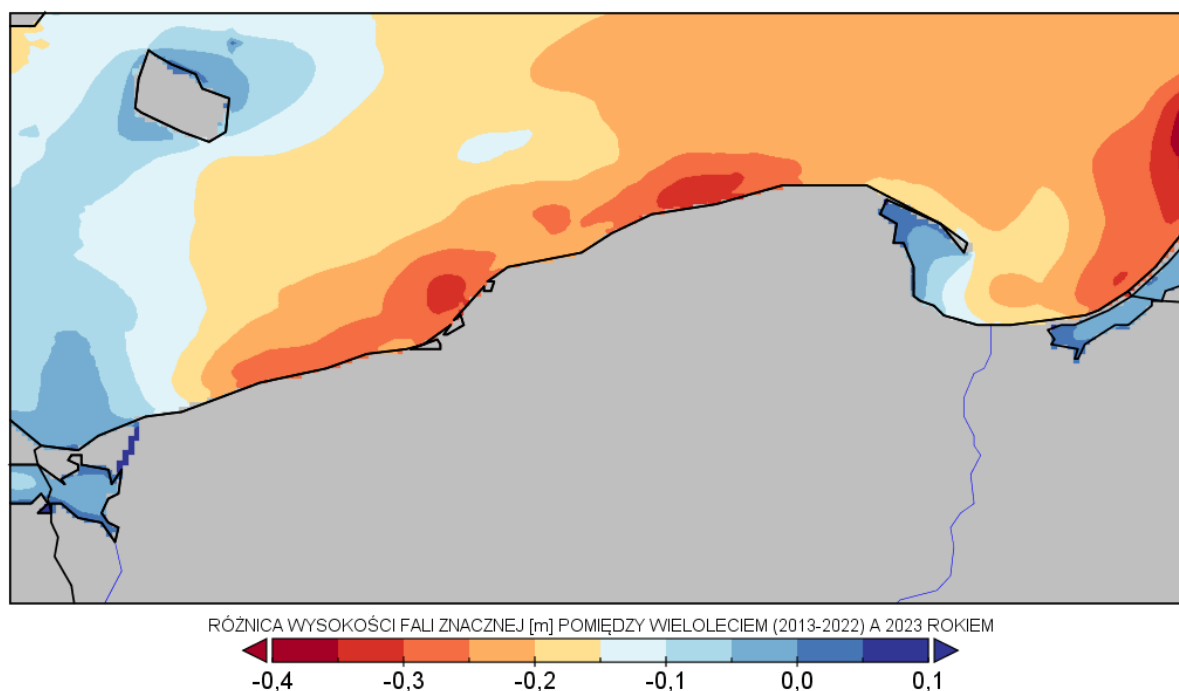 RÓŻNICA WYSOKOŚCI FALI ZNACZNEJ [m] POMIĘDZY WIELOLECIEM (2013-2022) A 2023 ROKIEM
-0,4 -0,3 -0,2 -0,1 0,0 0,1